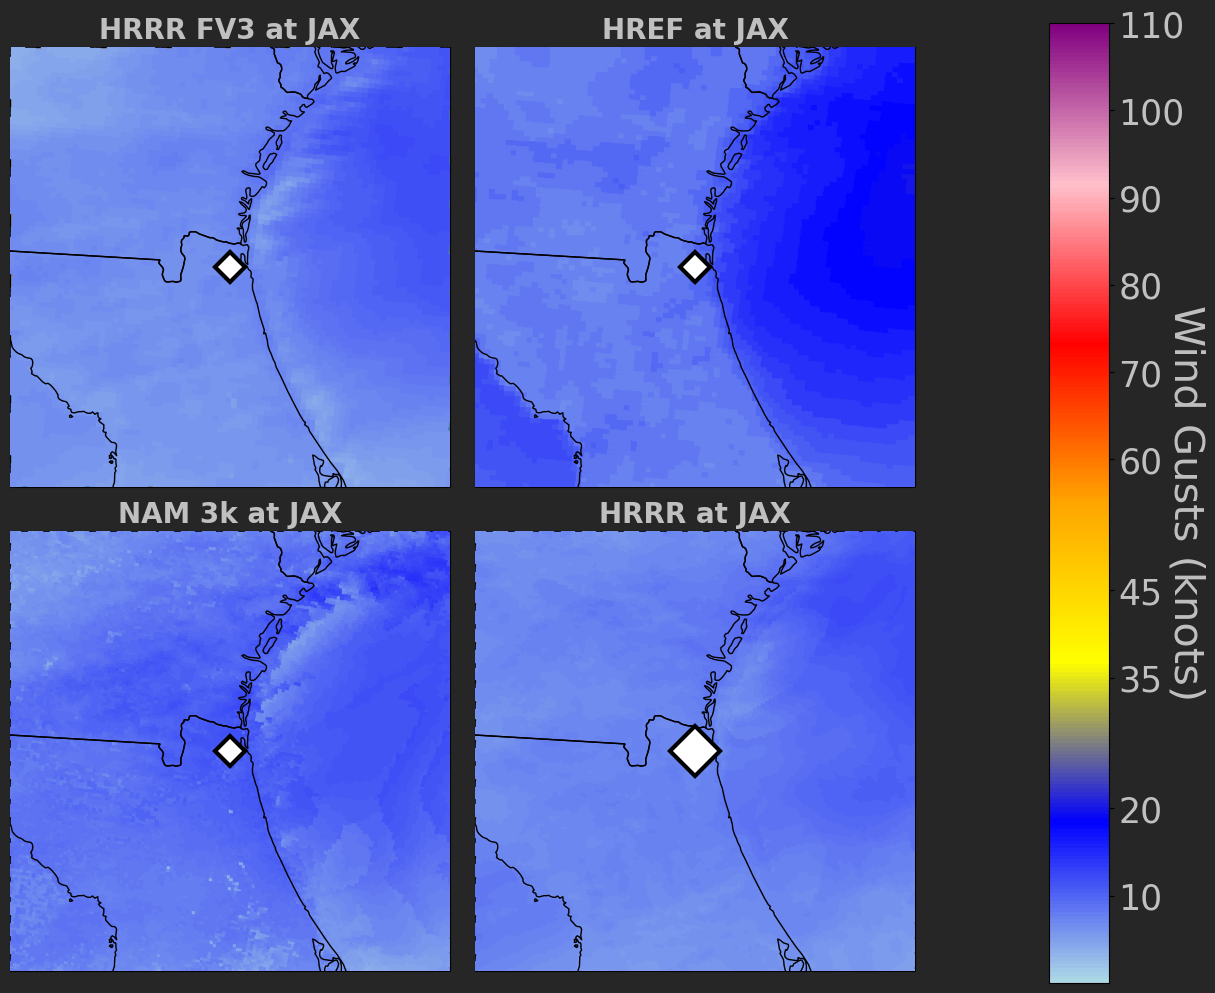 HRRR FV3 at JAX
HREF at JAX
NAM 3k at JAX
HRRR at JAX
110
100
90
80
70
60
45
35
20
10
Wind Gusts (knots)